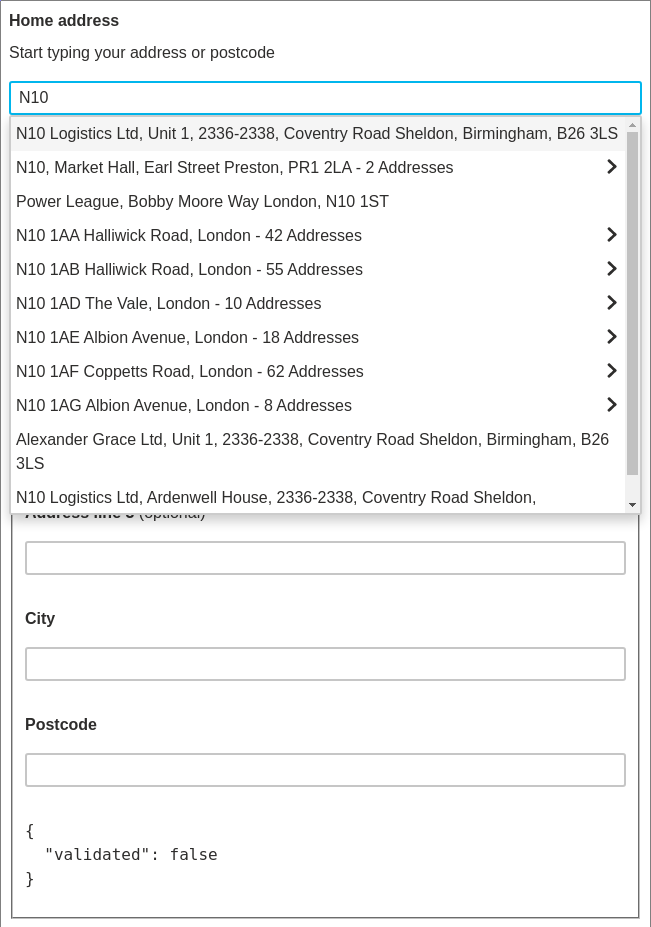 Home address
Start typing your address or postcode
N10
N10 Logistics Ltd, Unit 1, 2336-2338, Coventry Road Sheldon, Birmingham, B26 3LS
N10, Market Hall, Earl Street Preston, PR1 2LA - 2 Addresses
Power League, Bobby Moore Way London, N10 1ST
N10 1AA Halliwick Road, London - 42 Addresses
N10 1AB Halliwick Road, London - 55 Addresses
N10 1AD The Vale, London - 10 Addresses
N10 1AE Albion Avenue, London - 18 Addresses
N10 1AF Coppetts Road, London - 62 Addresses
N10 1AG Albion Avenue, London - 8 Addresses
Alexander Grace Ltd, Unit 1, 2336-2338, Coventry Road Sheldon, Birmingham, B26
3LS
N10 Logistics Ltd, Ardenwell House, 2336-2338, Coventry Road Sheldon,
Address line 3 (optional)
City
Postcode
{
"validated": false
}